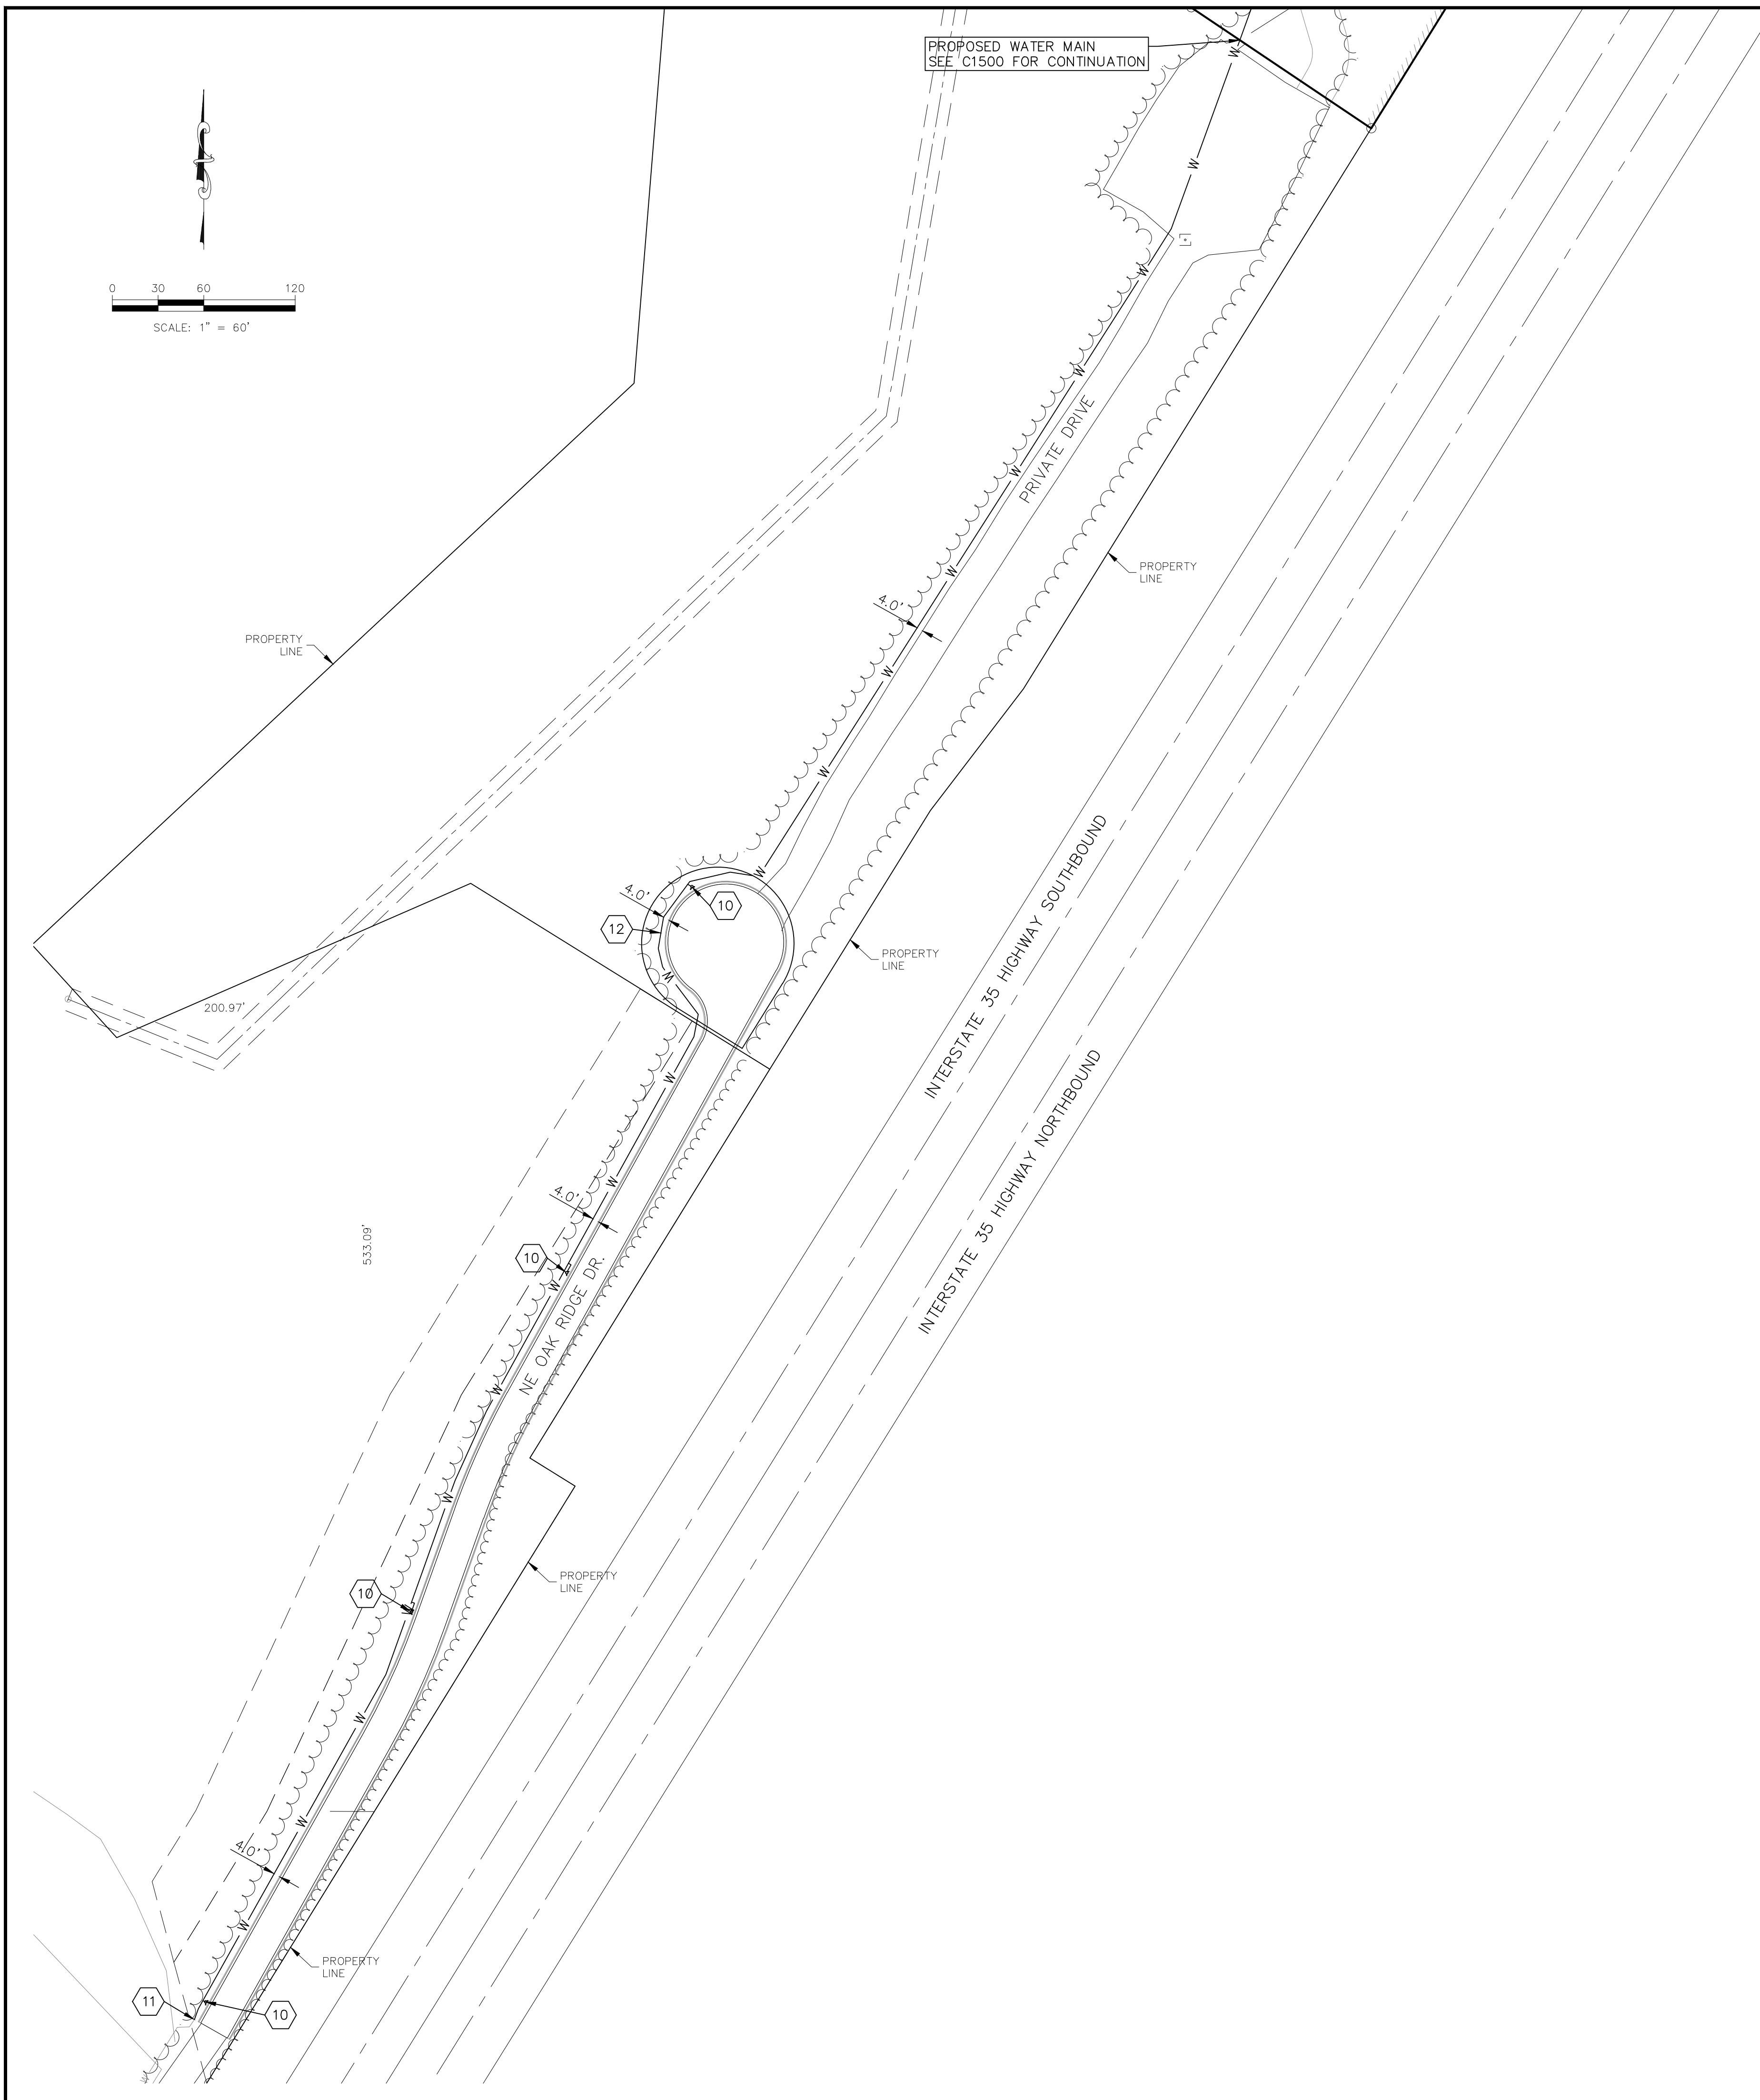 PROPOSED WATER MAIN
SEE C1500 FOR CONTINUATION
W
W
0 30 60 120
SCALE: 1" = 60'
W
W
PRIVATE DRIVE
W
PROPERTY
LINE
W
4.0'
PROPERTY
LINE
W
W
INTERSTATE 35 HIGHWAY SOUTHBOUND
W
4.0'
10
12
PROPERTY
LINE
W
200.97'
INTERSTATE 35 HIGHWAY NORTHBOUND
W
W
4.0'
533.09'
10
W
NE OAK RIDGE DR.
W
W
PROPERTY
LINE
10
W
W
W
4.0'
W
PROPERTY
LINE
11
10
W